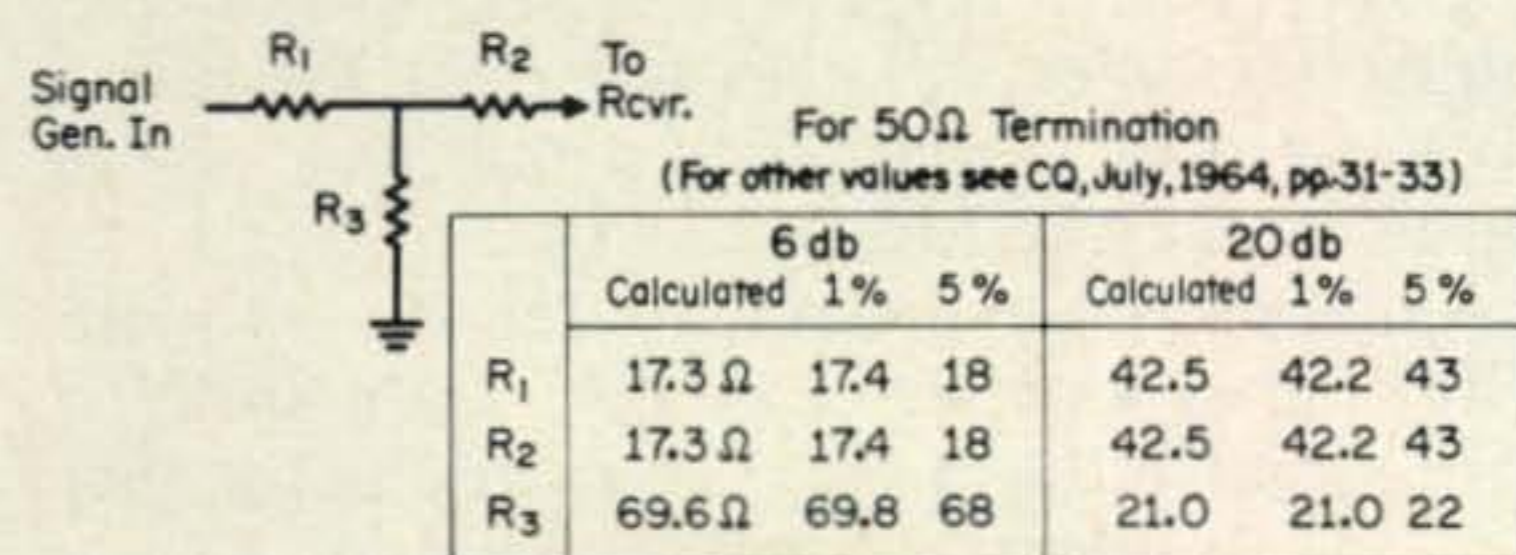 R1 R2 To
Signal Gen. In
Rcvr.
R3
For 50Ω Termination
(For other values see CQ, July, 1964, pp.31-33)
6 db 20 db
Calculated 1% 5% Calculated 1% 5%
R1 17.3 Ω 17.4 18 42.5 42.2 43
R2 17.3 Ω 17.4 18 42.5 42.2 43
R3 69.6 Ω 69.8 68 21.0 21.0 22